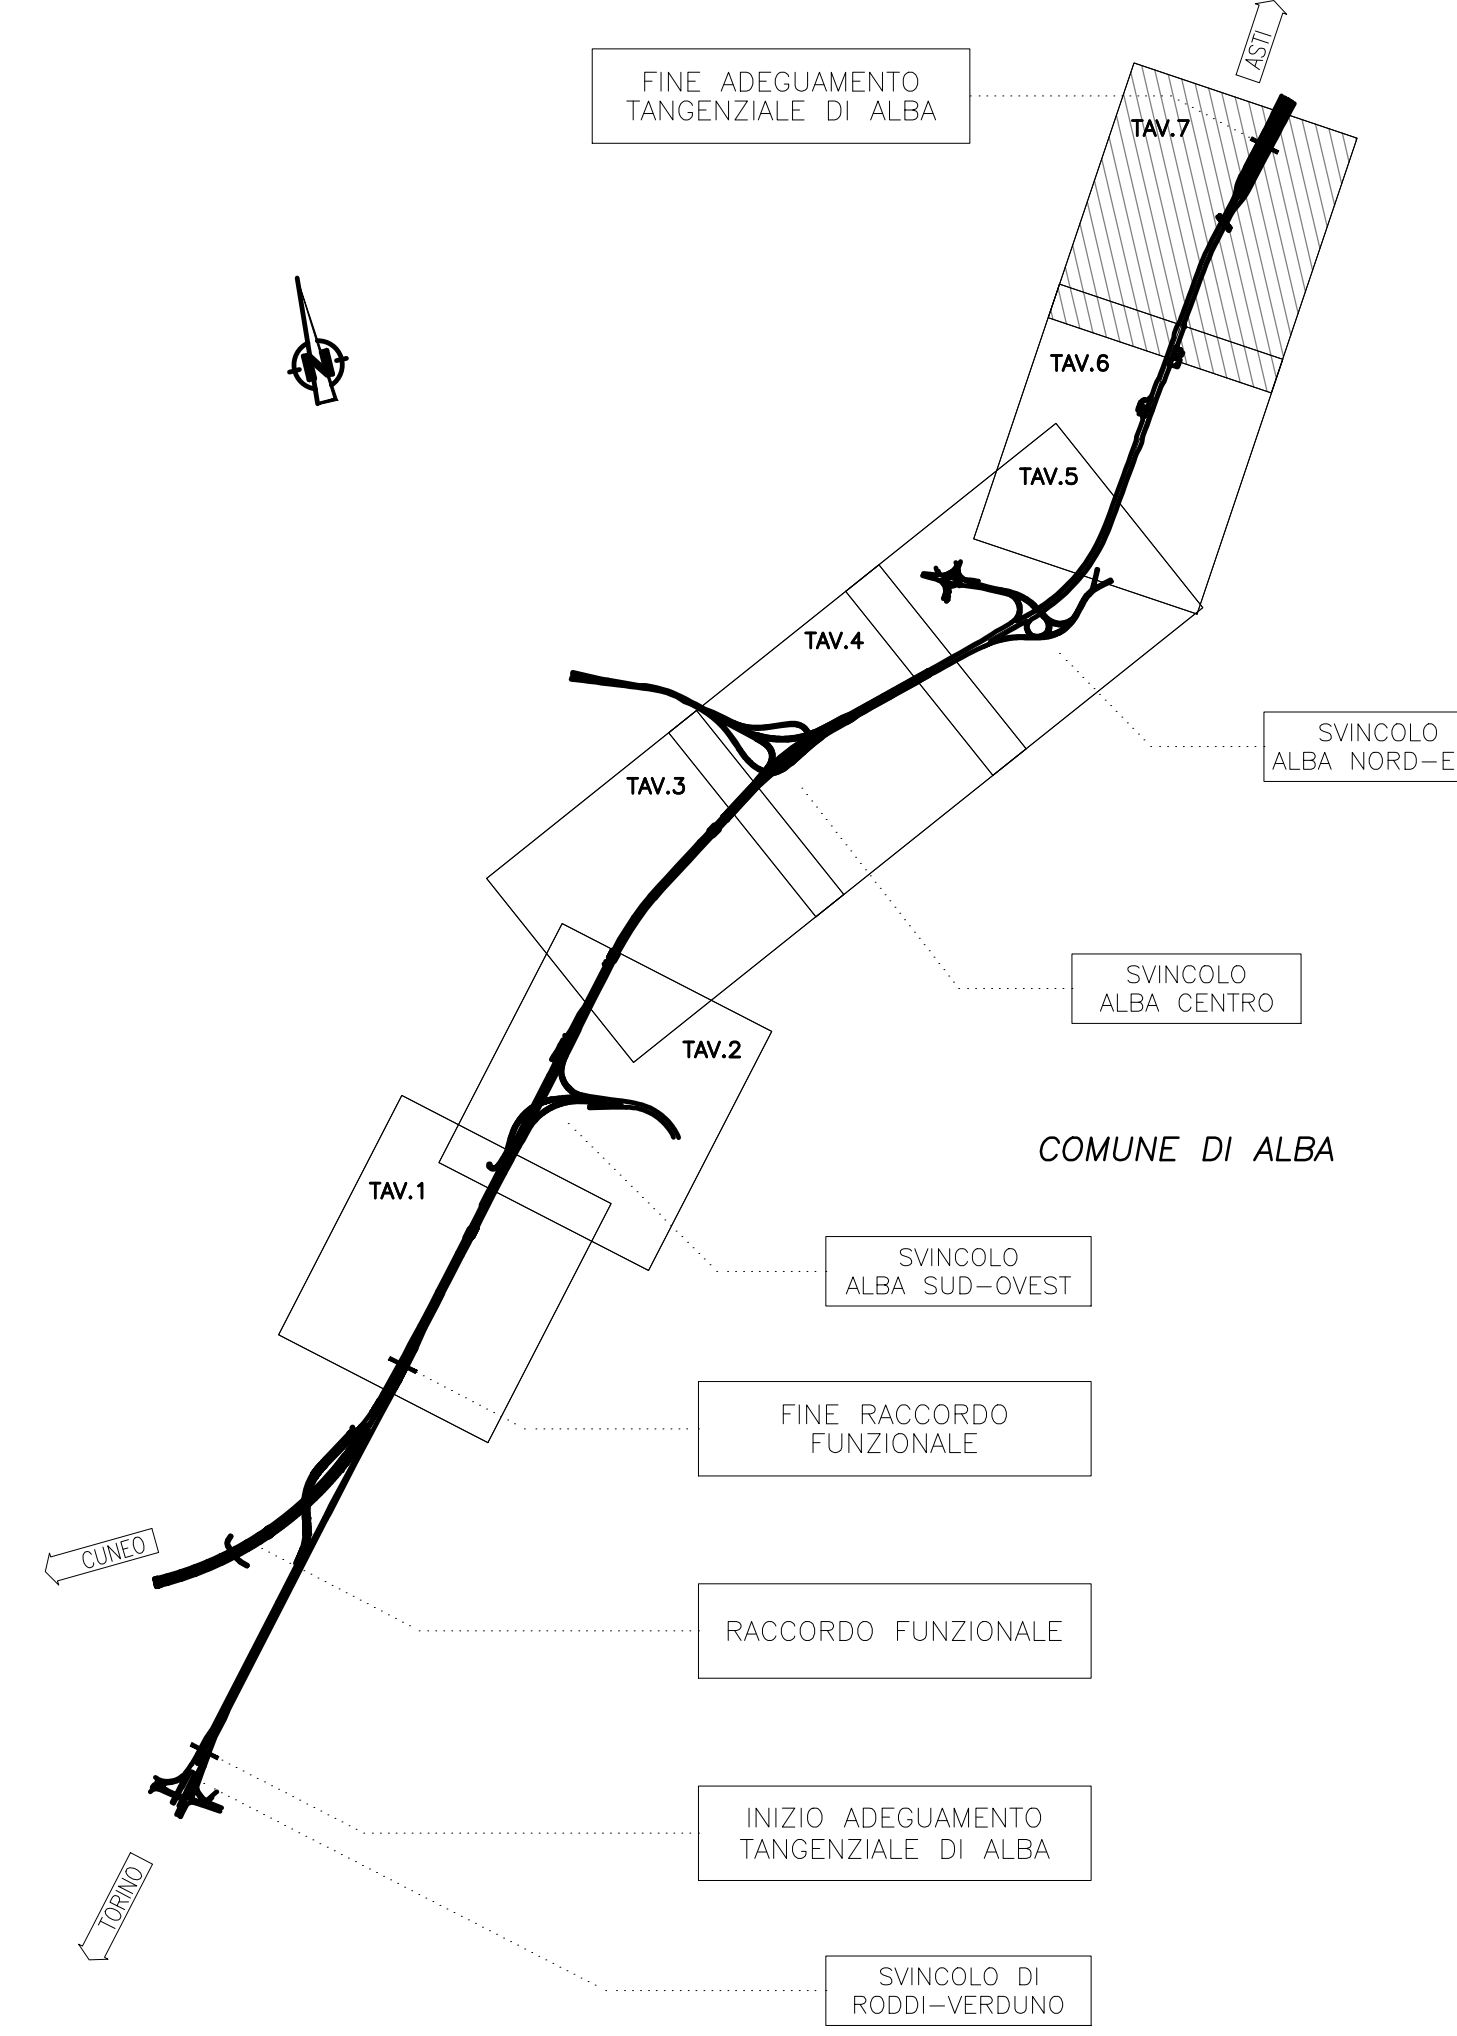 ASTI
FINE ADEGUAMENTO
TANGENZIALE DI ALBA
TAV.7
N
TAV.6
TAV.5
TAV.4
SVINCOLO
ALBA NORD-E
TAV.3
SVINCOLO
ALBA CENTRO
TAV.2
COMUNE DI ALBA
TAV.1
SVINCOLO
ALBA SUD-OVEST
FINE RACCORDO
FUNZIONALE
CUNEO
RACCORDO FUNZIONALE
INIZIO ADEGUAMENTO
TANGENZIALE DI ALBA
TORINO
SVINCOLO DI
RODDI-VERDUNO